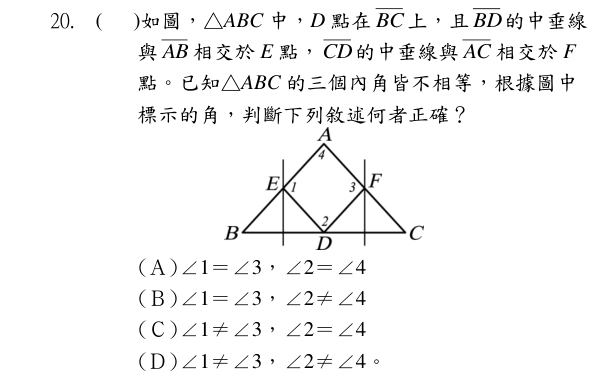 20. (　)如圖，△ABC 中，D 點在 BC 上，且 BD 的中垂線
與 AB 相交於 E 點，CD 的中垂線與 AC 相交於 F
點。已知△ABC 的三個內角皆不相等，根據圖中
標示的角，判斷下列敘述何者正確？
A
4
E 1 3 F
2
B C
D
(A)∠1＝∠3，∠2＝∠4
(B)∠1＝∠3，∠2≠∠4
(C)∠1≠∠3，∠2＝∠4
(D)∠1≠∠3，∠2≠∠4。